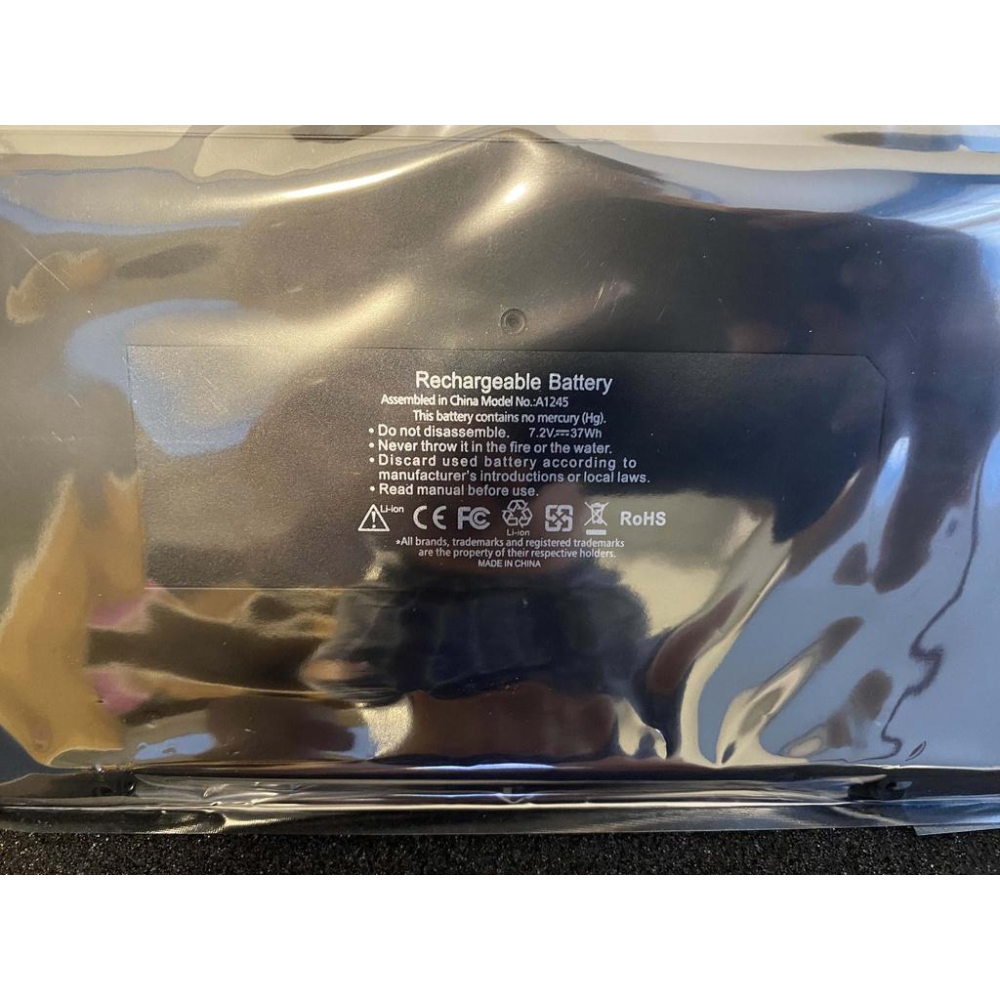 Rechargeable Battery
Assembled in China Model No.:A1245
This battery contains no mercury (Hg).
• Do not disassemble. 7.2V⎓37Wh
• Never throw it in the fire or the water.
• Discard used battery according to
manufacturer's introductions or local laws.
• Read manual before use.
Li-ion CE FC Li-ion RoHS
*All brands, trademarks and registered trademarks
are the property of their respective holders.
MADE IN CHINA